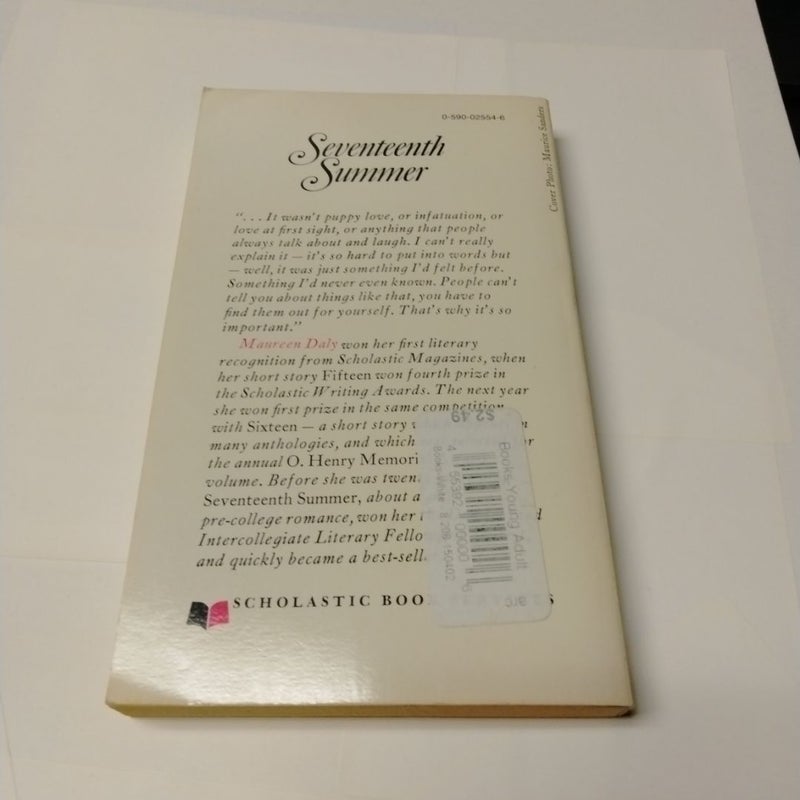 0-590-02554-6
Cover Photo: Maurice Sanders
Seventeenth
Summer
“. . . It wasn't puppy love, or infatuation, or
love at first sight, or anything that people
always talk about and laugh. I can't really
explain it — it's so hard to put into words but
— well, it was just something I'd felt before.
Something I'd never even known. People can't
tell you about things like that, you have to
find them out for yourself. That's why it's so
important.”
Maureen Daly won her first literary
recognition from Scholastic Magazines, when
her short story Fifteen won fourth prize in
the Scholastic Writing Awards. The next year
she won first prize in the same competition
with Sixteen — a short story
many anthologies, and which
the annual O. Henry Memori
volume. Before she was twen
Seventeenth Summer, about a
pre-college romance, won her
Intercollegiate Literary Fello
and quickly became a best-sell
SCHOLASTIC BOO
$2.49
Books:Young Adult
Books-White